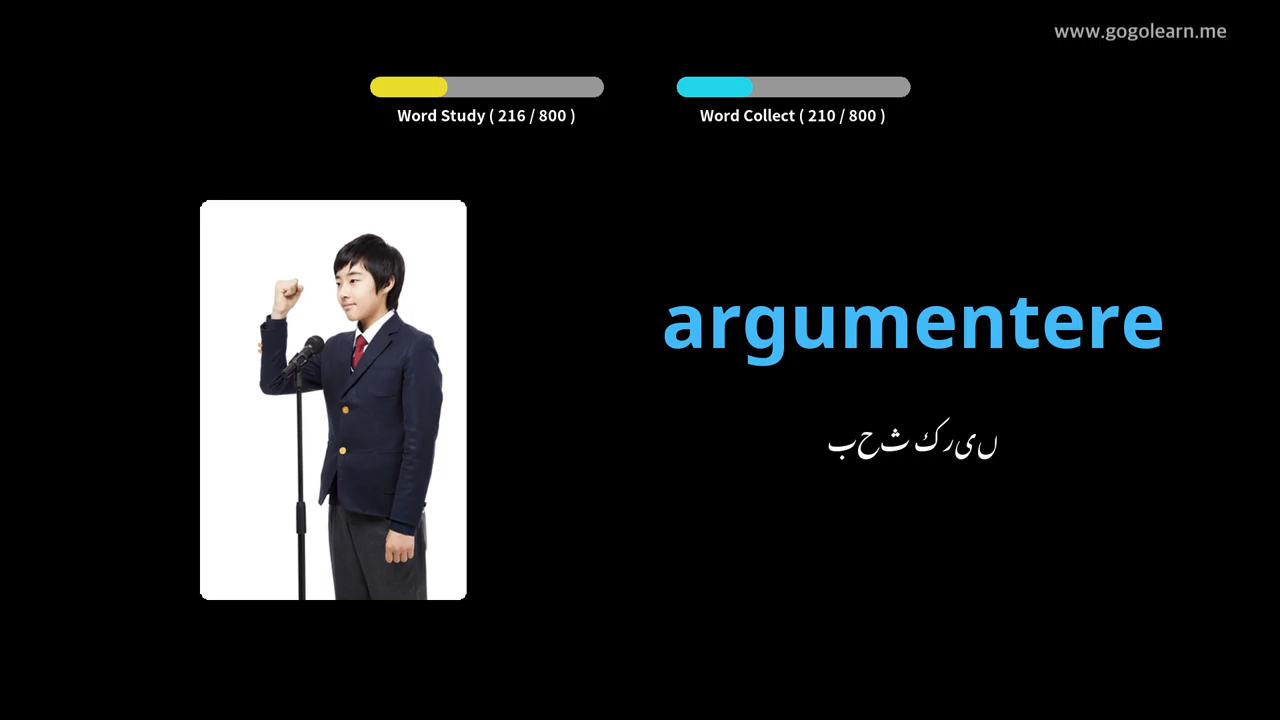 www.gogolearn.me
Word Study ( 216 / 800 )
Word Collect ( 210 / 800 )
argumentere
بحث کریں